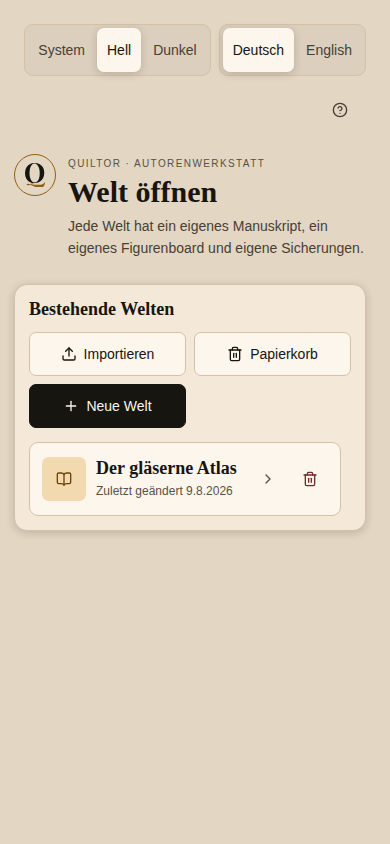 System Hell Dunkel Deutsch English
QUILTOR · AUTORENWERKSTATT
Welt öffnen
Jede Welt hat ein eigenes Manuskript, ein
eigenes Figurenboard und eigene Sicherungen.
Bestehende Welten
Importieren Papierkorb
Neue Welt
Der gläserne Atlas
Zuletzt geändert 9.8.2026